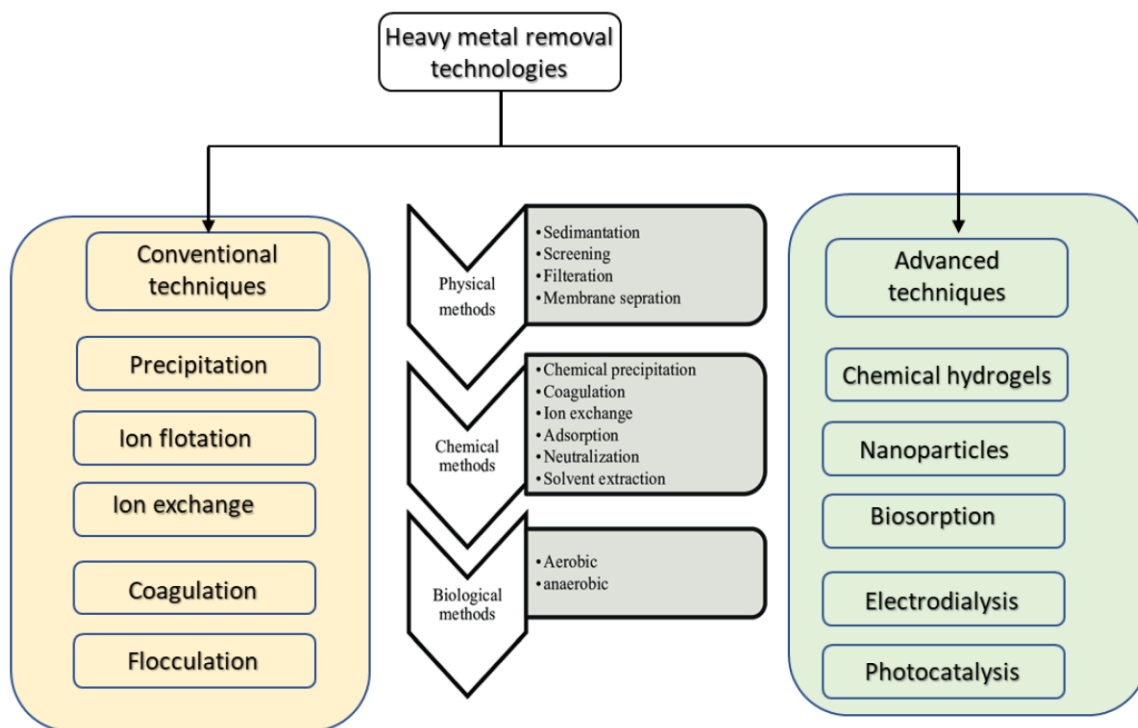 Heavy metal removal
technologies
Conventional
techniques
Precipitation
Ion flotation
Ion exchange
Coagulation
Flocculation
Physical
methods
• Sedimantation
• Screening
• Filteration
• Membrane sepration
Chemical
methods
• Chemical precipitation
• Coagulation
• Ion exchange
• Adsorption
• Neutralization
• Solvent extraction
Biological
methods
• Aerobic
• anaerobic
Advanced
techniques
Chemical hydrogels
Nanoparticles
Biosorption
Electrodialysis
Photocatalysis